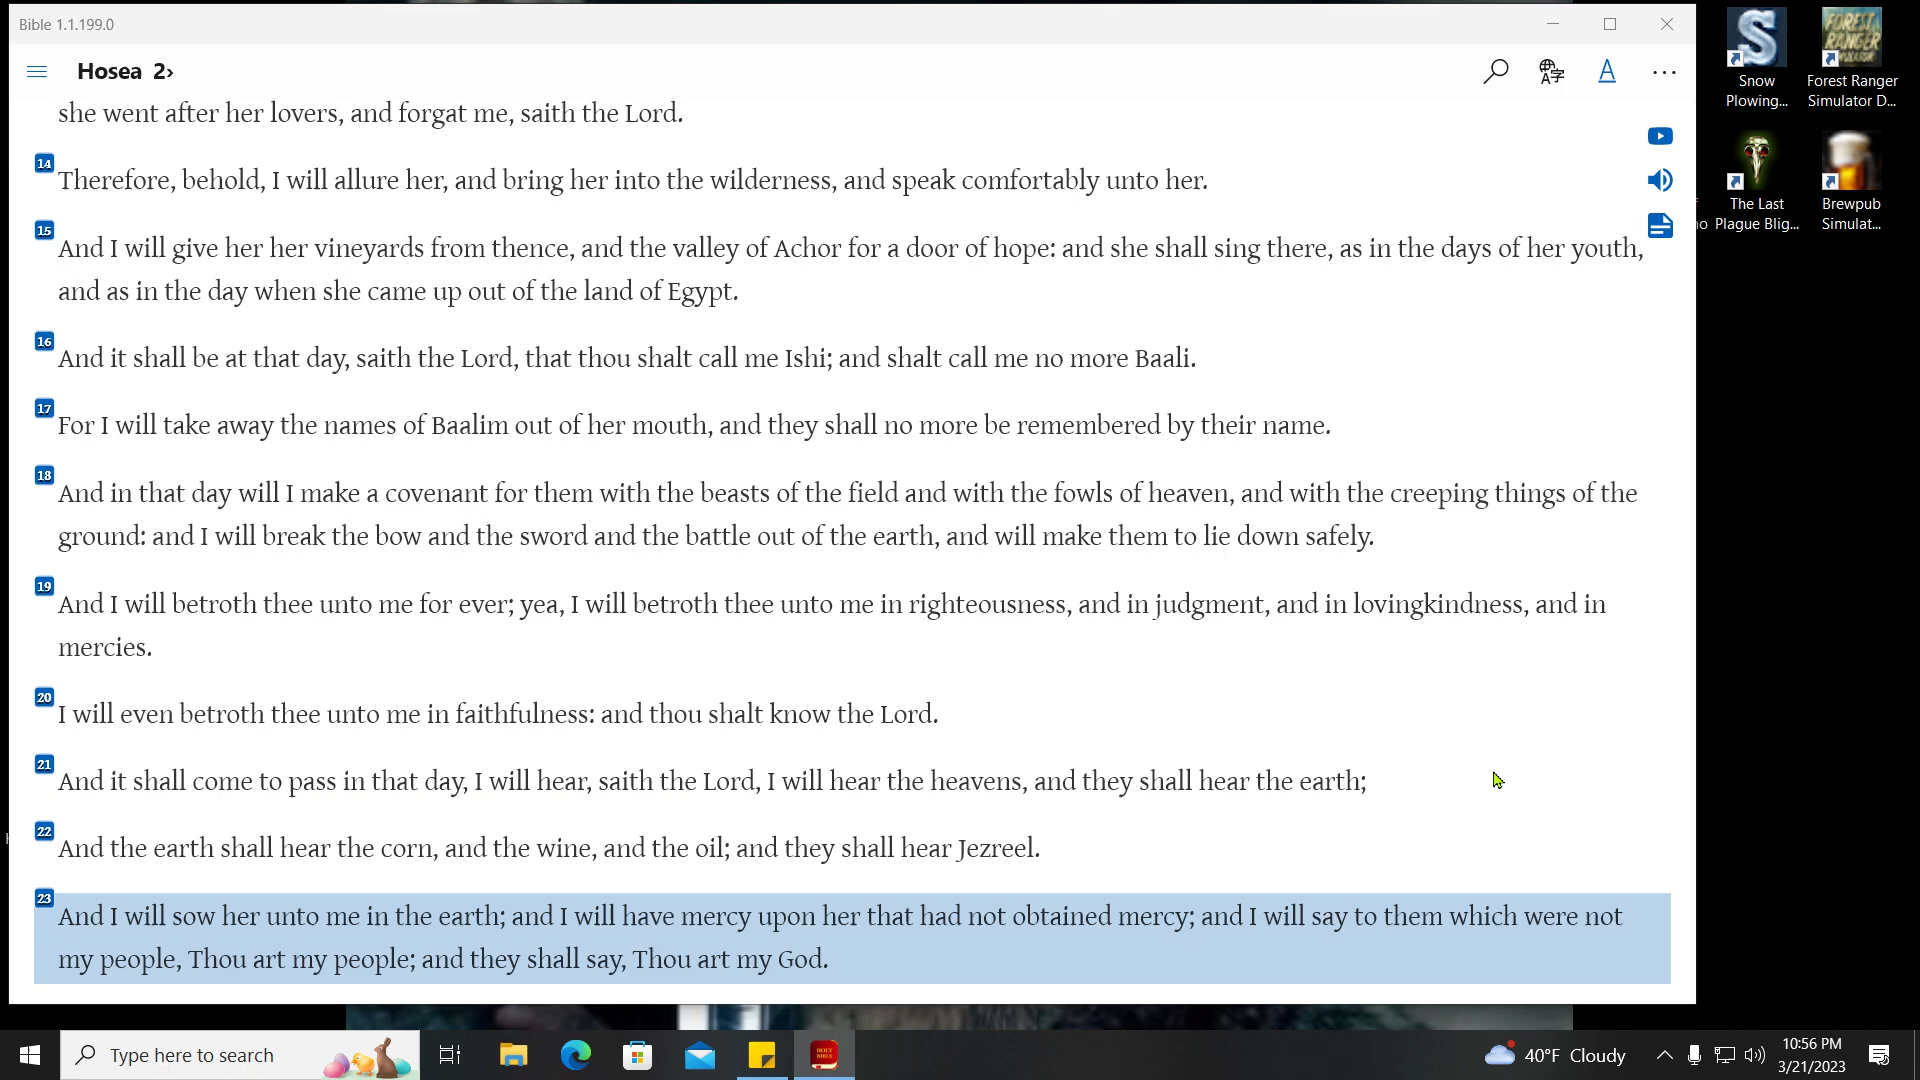 Bible 1.1.199.0
Hosea 2›
she went after her lovers, and forgat me, saith the Lord.
14
Therefore, behold, I will allure her, and bring her into the wilderness, and speak comfortably unto her.
15
And I will give her her vineyards from thence, and the valley of Achor for a door of hope: and she shall sing there, as in the days of her youth,
and as in the day when she came up out of the land of Egypt.
16
And it shall be at that day, saith the Lord, that thou shalt call me Ishi; and shalt call me no more Baali.
17
For I will take away the names of Baalim out of her mouth, and they shall no more be remembered by their name.
18
And in that day will I make a covenant for them with the beasts of the field and with the fowls of heaven, and with the creeping things of the
ground: and I will break the bow and the sword and the battle out of the earth, and will make them to lie down safely.
19
And I will betroth thee unto me for ever; yea, I will betroth thee unto me in righteousness, and in judgment, and in lovingkindness, and in
mercies.
20
I will even betroth thee unto me in faithfulness: and thou shalt know the Lord.
21
And it shall come to pass in that day, I will hear, saith the Lord, I will hear the heavens, and they shall hear the earth;
22
And the earth shall hear the corn, and the wine, and the oil; and they shall hear Jezreel.
23
And I will sow her unto me in the earth; and I will have mercy upon her that had not obtained mercy; and I will say to them which were not
my people, Thou art my people; and they shall say, Thou art my God.
Snow
Plowing...
Forest Ranger
Simulator D...
The Last
Plague Blig...
Brewpub
Simulat...
Type here to search
HOLY
BIBLE
40°F Cloudy
10:56 PM
3/21/2023